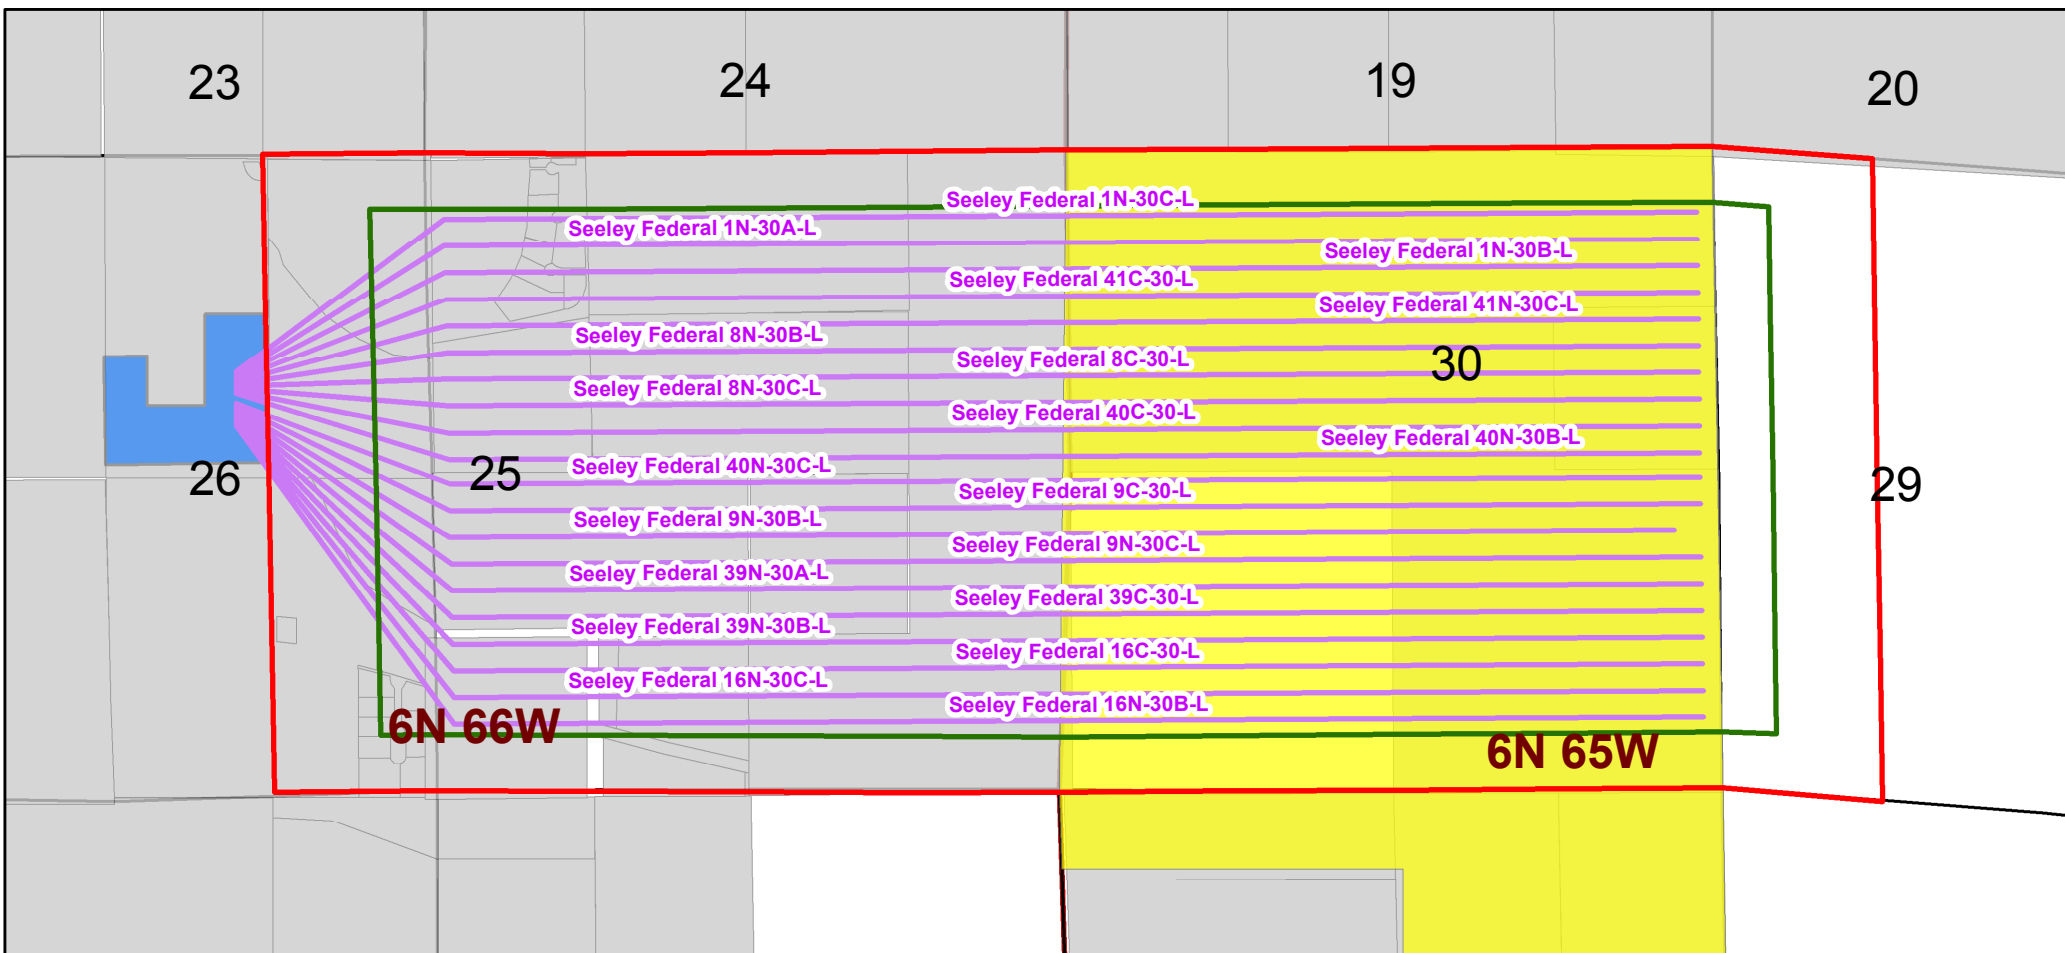 23
24
19
20
Seeley Federal 1N-30C-L
Seeley Federal 1N-30A-L
Seeley Federal 1N-30B-L
Seeley Federal 41C-30-L
Seeley Federal 41N-30C-L
Seeley Federal 8N-30B-L
Seeley Federal 8C-30-L
30
Seeley Federal 8N-30C-L
Seeley Federal 40C-30-L
Seeley Federal 40N-30B-L
Seeley Federal 40N-30C-L
26
25
29
Seeley Federal 9C-30-L
Seeley Federal 9N-30B-L
Seeley Federal 9N-30C-L
Seeley Federal 39N-30A-L
Seeley Federal 39C-30-L
Seeley Federal 39N-30B-L
Seeley Federal 16C-30-L
Seeley Federal 16N-30C-L
Seeley Federal 16N-30B-L
6N 66W
6N 65W